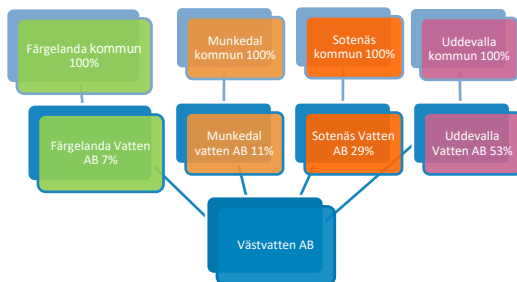 Färgelanda kommun
100%
Munkedal
kommun 100%
Sotenäs
kommun 100%
Uddevalla
kommun 100%
Färgelanda Vatten
AB 7%
Munkedal
vatten AB 11%
Sotenäs Vatten
AB 29%
Uddevalla
Vatten AB 53%
Västvatten AB